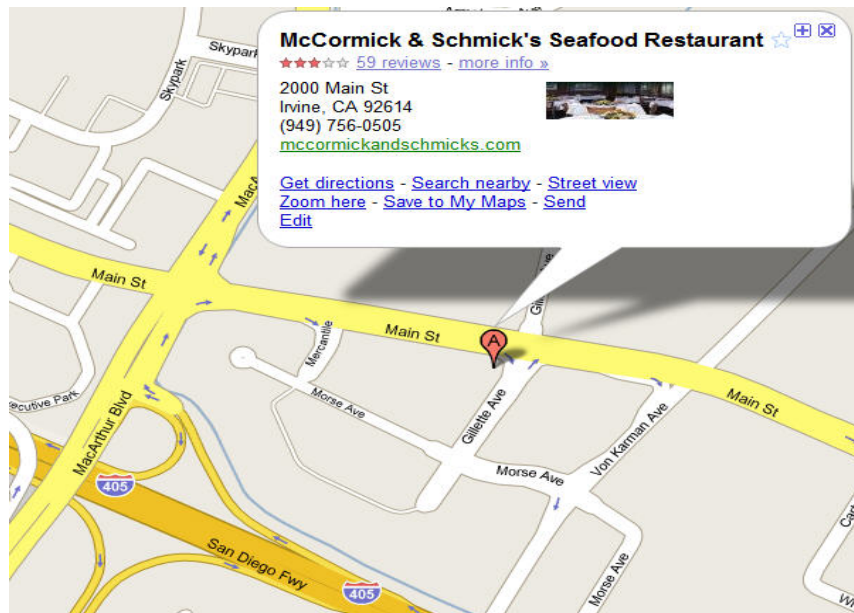 McCormick & Schmick's Seafood Restaurant
59 reviews - more info »
2000 Main St
Irvine, CA 92614
(949) 756-0505
mccormickandschmicks.com
Get directions - Search nearby - Street view
Zoom here - Save to My Maps - Send
Edit
Skypark
Skypark
Main St
Main St
A
Mercantile
Main St
Morse Ave
Gillette Ave
Von Karman Ave
MacArthur Blvd
Morse Ave
405
San Diego Fwy
405
Morse Ave